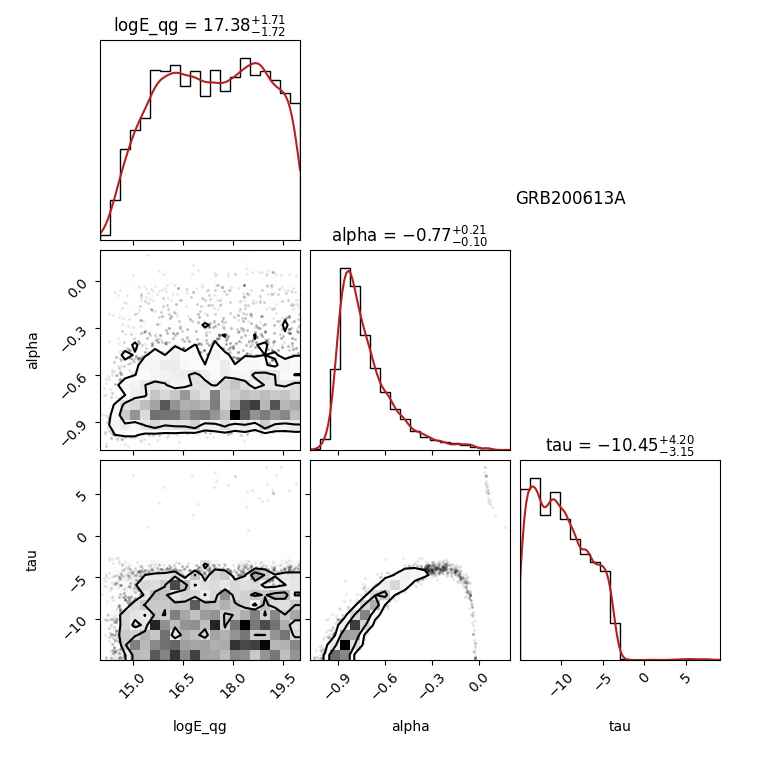 logE_qg = 17.38+1.71−1.72
GRB200613A
alpha = −0.77+0.21−0.10
0.0
−0.3
−0.6
−0.9
alpha
tau = −10.45+4.20−3.15
5
0
−5
−10
tau
15.0 16.5 18.0 19.5
−0.9 −0.6 −0.3 0.0
−10 −5 0 5
logE_qg alpha tau